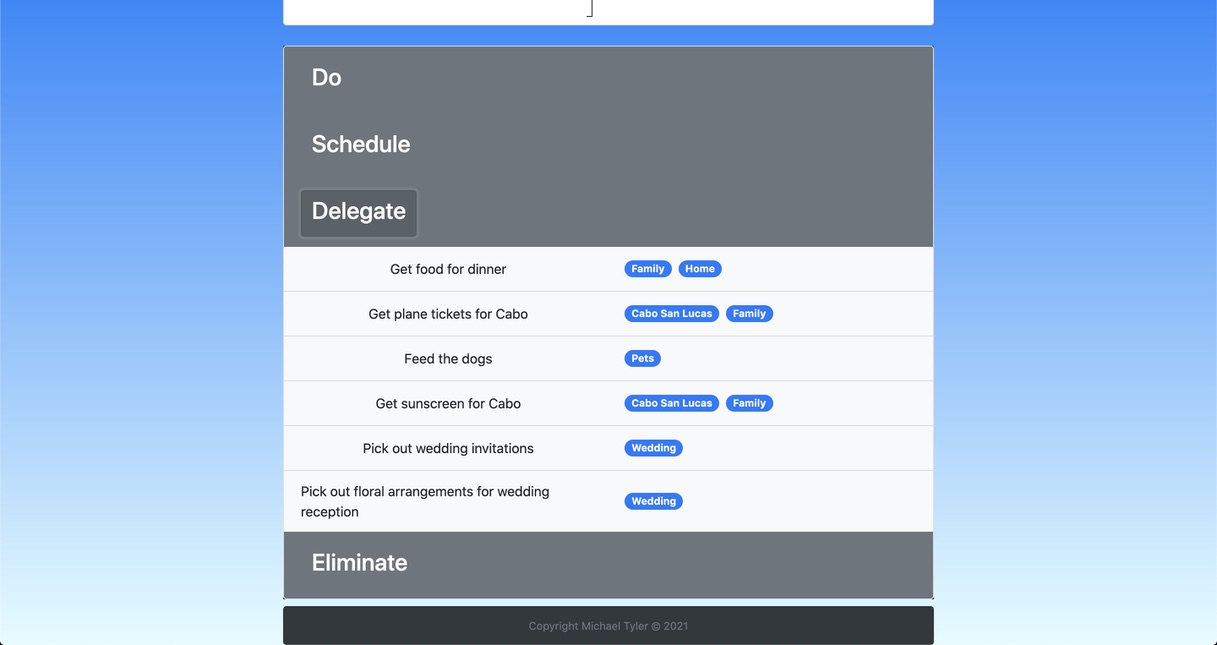 Do
Schedule
Delegate
Get food for dinner Family Home
Get plane tickets for Cabo Cabo San Lucas Family
Feed the dogs Pets
Get sunscreen for Cabo Cabo San Lucas Family
Pick out wedding invitations Wedding
Pick out floral arrangements for wedding
reception
Wedding
Eliminate
Copyright Michael Tyler © 2021